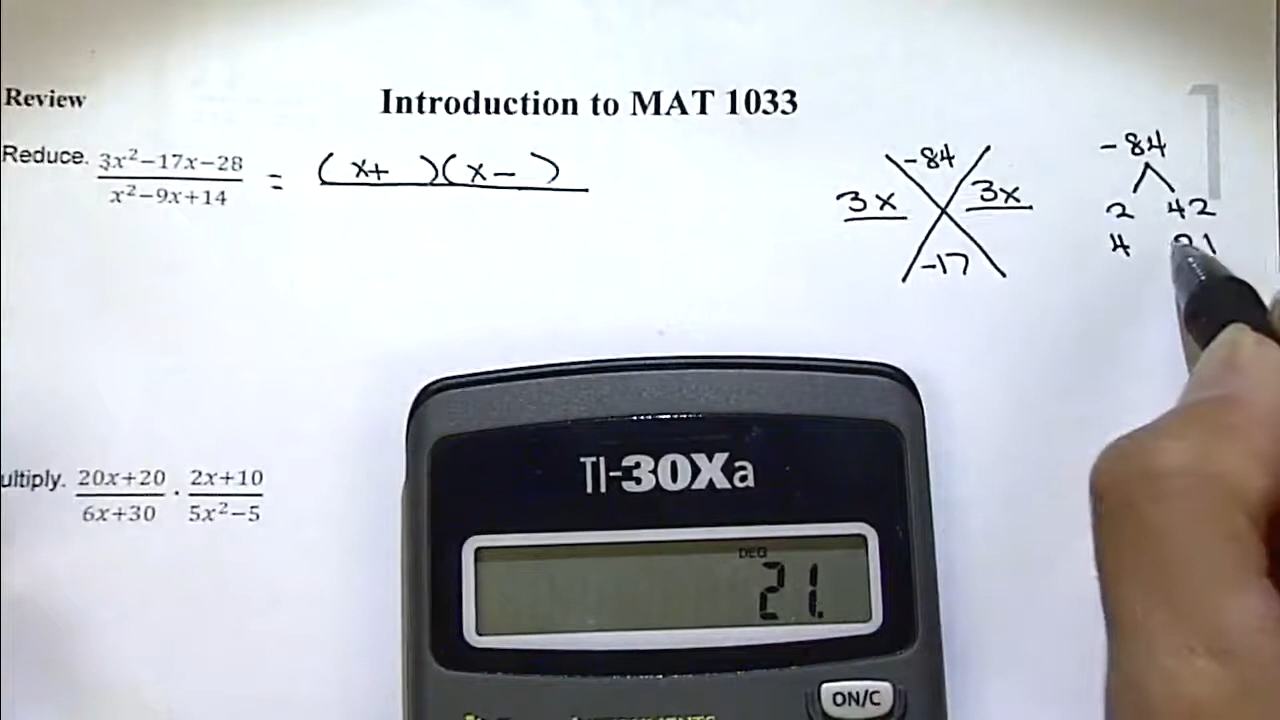 Review
Introduction to MAT 1033
Reduce. 3x²−17x−28 / x²−9x+14 = (x+ )(x− )
-84
3x 3x
-17
-84
2 42
4 21
ultiply. 20x+20 / 6x+30 · 2x+10 / 5x²−5
TI-30Xa
DEG
21.
ON/C